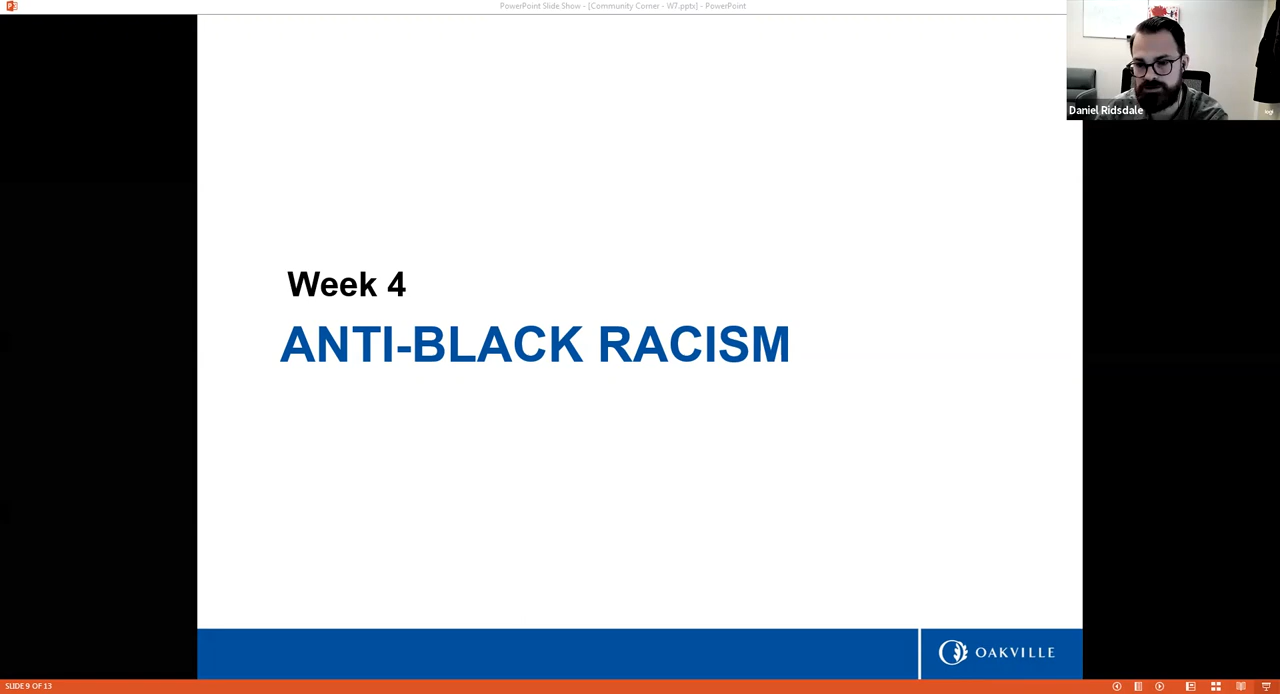 PowerPoint Slide Show - [Community Corner - W7.pptx] - PowerPoint
Daniel Ridsdale
Week 4
ANTI-BLACK RACISM
OAKVILLE
SLIDE 9 OF 13